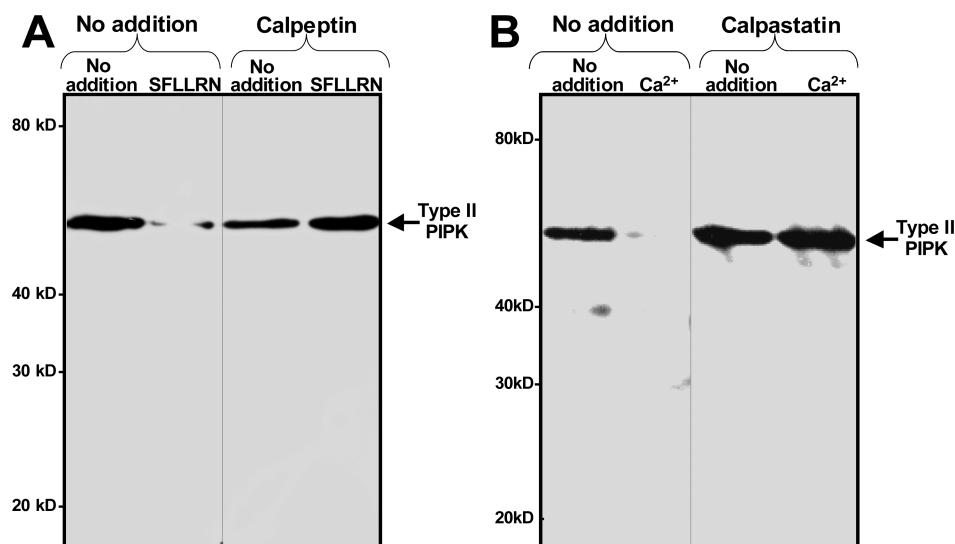 A
No addition
Calpeptin
No
addition
SFLLRN
No
addition
SFLLRN
80 kD
40 kD
30 kD
20 kD
Type II
PIPK
B
No addition
Calpastatin
No
addition
Ca2+
No
addition
Ca2+
80kD
40kD
30kD
20kD
Type II
PIPK